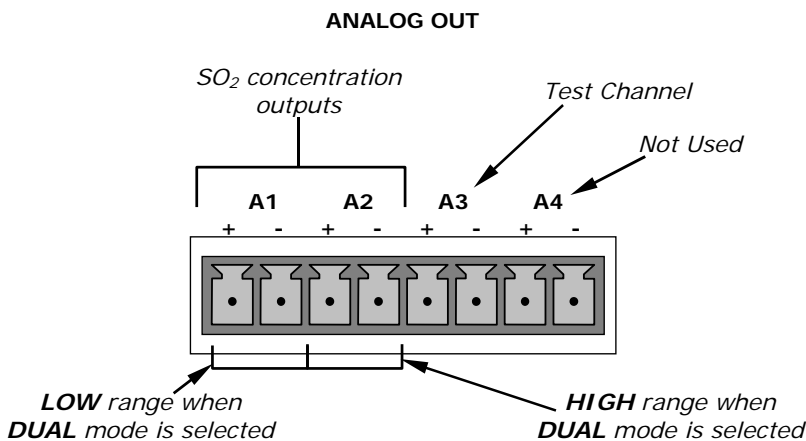 ANALOG OUT
SO₂ concentration
outputs
Test Channel
Not Used
A1 A2 A3 A4
+ - + - + - + -
LOW range when
DUAL mode is selected
HIGH range when
DUAL mode is selected